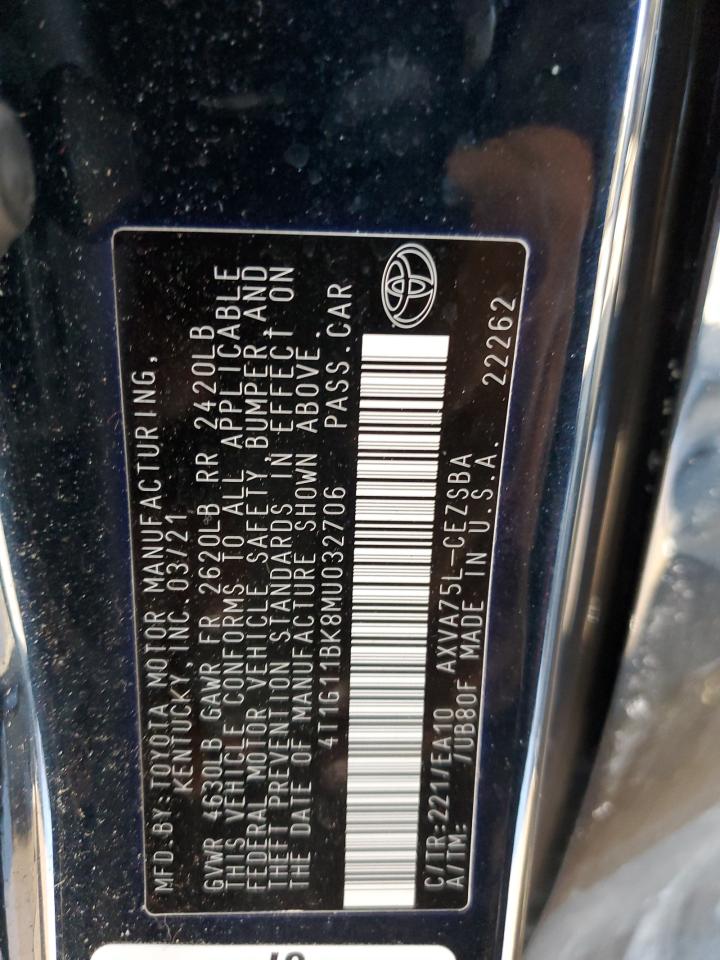 MFD.BY:TOYOTA MOTOR MANUFACTURING,
KENTUCKY,INC.03/21
GVWR 4630LB GAWR FR 2620LB RR 2420LB
THIS VEHICLE CONFORMS TO ALL APPLICABLE
FEDERAL MOTOR VEHICLE SAFETY,BUMPER,AND
THEFT PREVENTION STANDARDS IN EFFECT ON
THE DATE OF MANUFACTURE SHOWN ABOVE.
4T1G11BK8MU032706 PASS.CAR
C/TR:221/EA10 AXVA75L-CEZSBA
A/TM: /UB80F MADE IN U.S.A. 22262